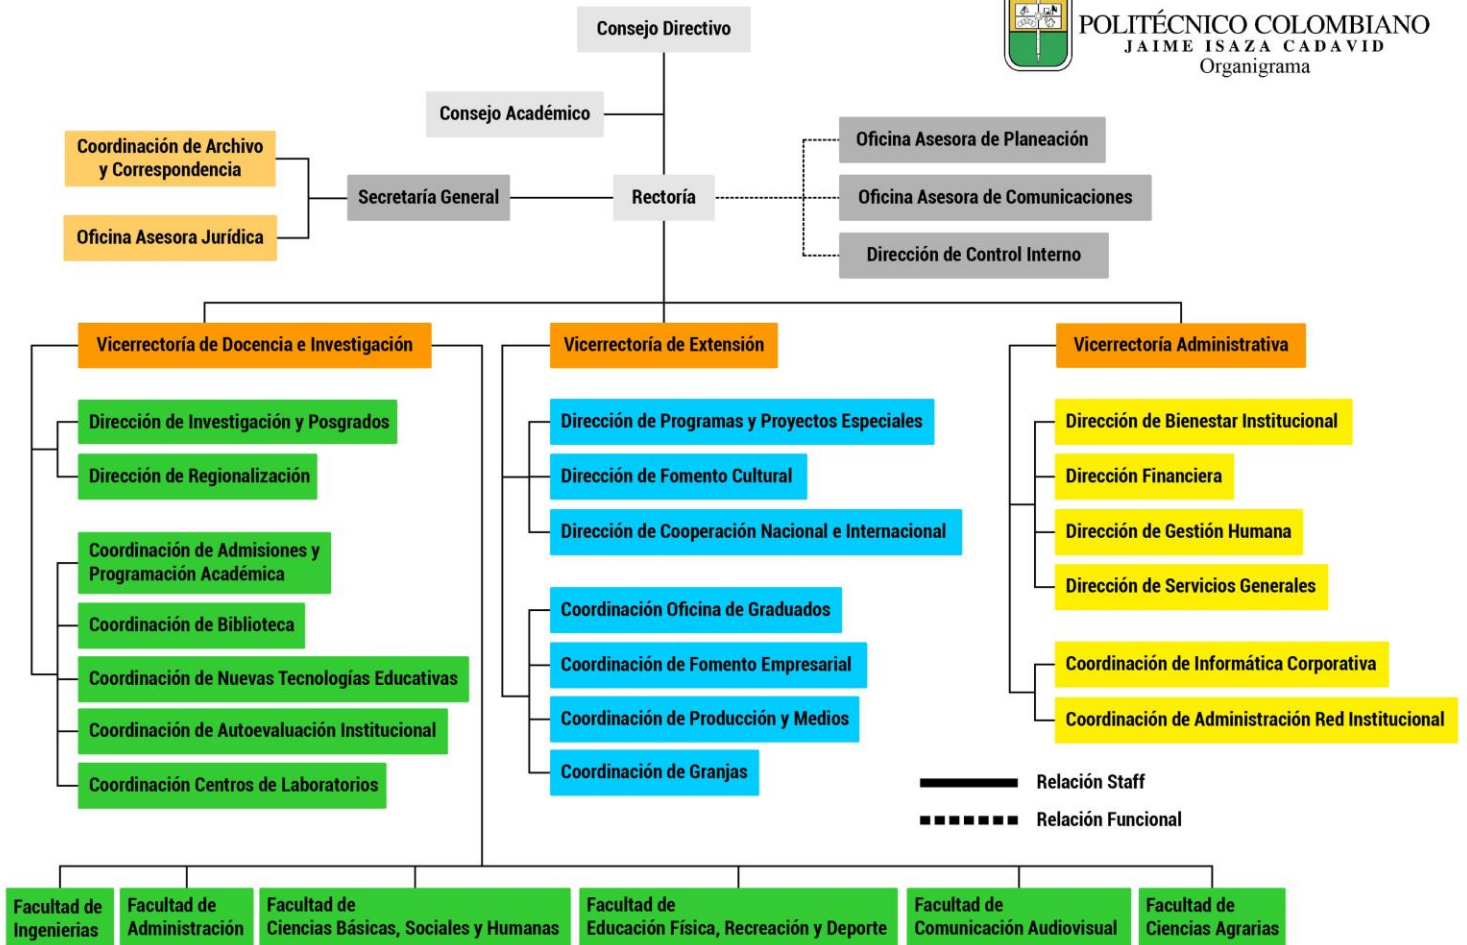 POLITÉCNICO COLOMBIANO
JAIME ISAZA CADAVID
Organigrama
Consejo Directivo
Consejo Académico
Coordinación de Archivo
y Correspondencia
Oficina Asesora Jurídica
Secretaría General
Rectoría
Oficina Asesora de Planeación
Oficina Asesora de Comunicaciones
Dirección de Control Interno
Vicerrectoría de Docencia e Investigación
Dirección de Investigación y Posgrados
Dirección de Regionalización
Coordinación de Admisiones y
Programación Académica
Coordinación de Biblioteca
Coordinación de Nuevas Tecnologías Educativas
Coordinación de Autoevaluación Institucional
Coordinación Centros de Laboratorios
Vicerrectoría de Extensión
Dirección de Programas y Proyectos Especiales
Dirección de Fomento Cultural
Dirección de Cooperación Nacional e Internacional
Coordinación Oficina de Graduados
Coordinación de Fomento Empresarial
Coordinación de Producción y Medios
Coordinación de Granjas
Vicerrectoría Administrativa
Dirección de Bienestar Institucional
Dirección Financiera
Dirección de Gestión Humana
Dirección de Servicios Generales
Coordinación de Informática Corporativa
Coordinación de Administración Red Institucional
Relación Staff
Relación Funcional
Facultad de
Ingenierias
Facultad de
Administración
Facultad de
Ciencias Básicas, Sociales y Humanas
Facultad de
Educación Física, Recreación y Deporte
Facultad de
Comunicación Audiovisual
Facultad de
Ciencias Agrarias